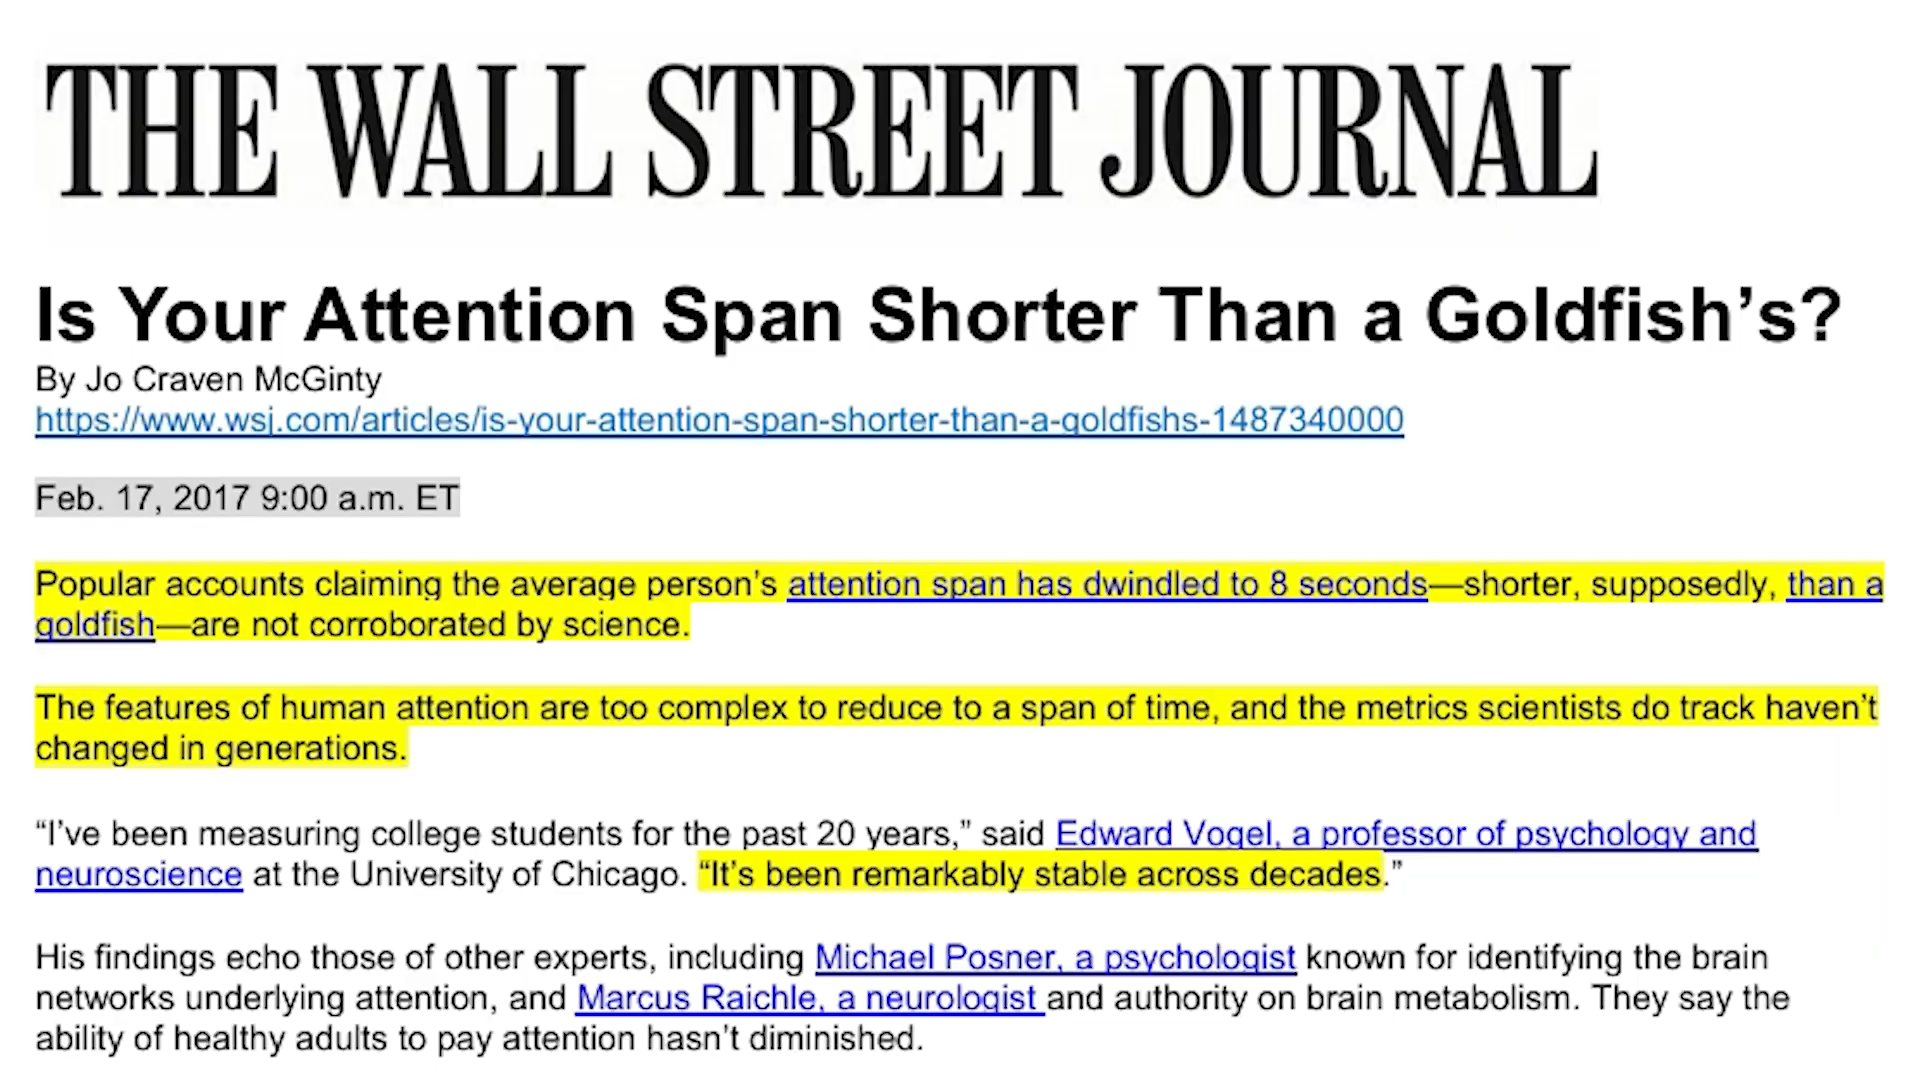 THE WALL STREET JOURNAL
Is Your Attention Span Shorter Than a Goldfish’s?
By Jo Craven McGinty
https://www.wsj.com/articles/is-your-attention-span-shorter-than-a-goldfishs-1487340000
Feb. 17, 2017 9:00 a.m. ET
Popular accounts claiming the average person’s attention span has dwindled to 8 seconds—shorter, supposedly, than a
goldfish—are not corroborated by science.
The features of human attention are too complex to reduce to a span of time, and the metrics scientists do track haven’t
changed in generations.
“I’ve been measuring college students for the past 20 years,” said Edward Vogel, a professor of psychology and
neuroscience at the University of Chicago. “It’s been remarkably stable across decades.”
His findings echo those of other experts, including Michael Posner, a psychologist known for identifying the brain
networks underlying attention, and Marcus Raichle, a neurologist and authority on brain metabolism. They say the
ability of healthy adults to pay attention hasn’t diminished.